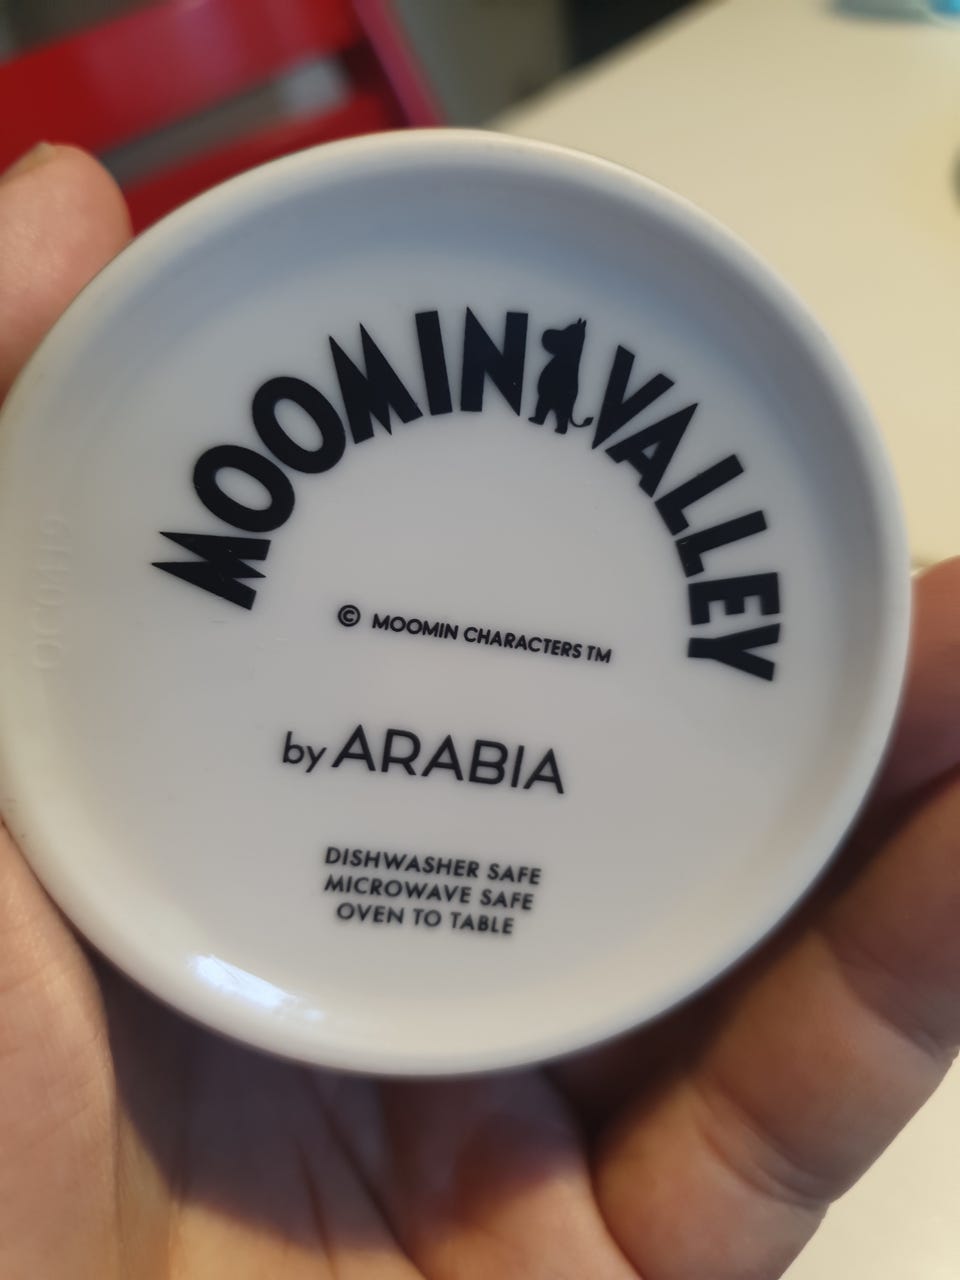 MOOMINVALLEY
© MOOMIN CHARACTERS TM
by ARABIA
DISHWASHER SAFE
MICROWAVE SAFE
OVEN TO TABLE